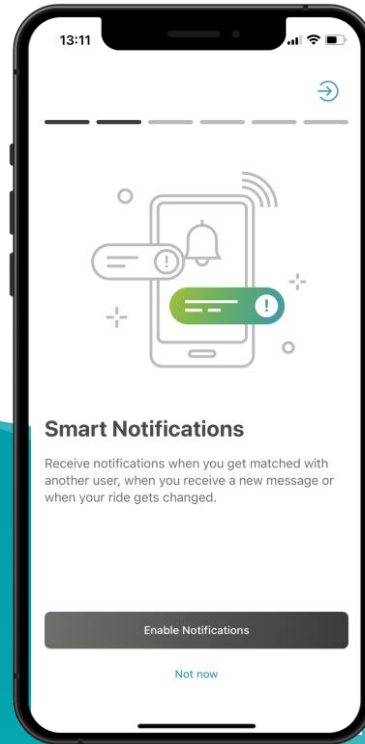 13:11
Smart Notifications
Receive notifications when you get matched with
another user, when you receive a new message or
when your ride gets changed.
Enable Notifications
Not now